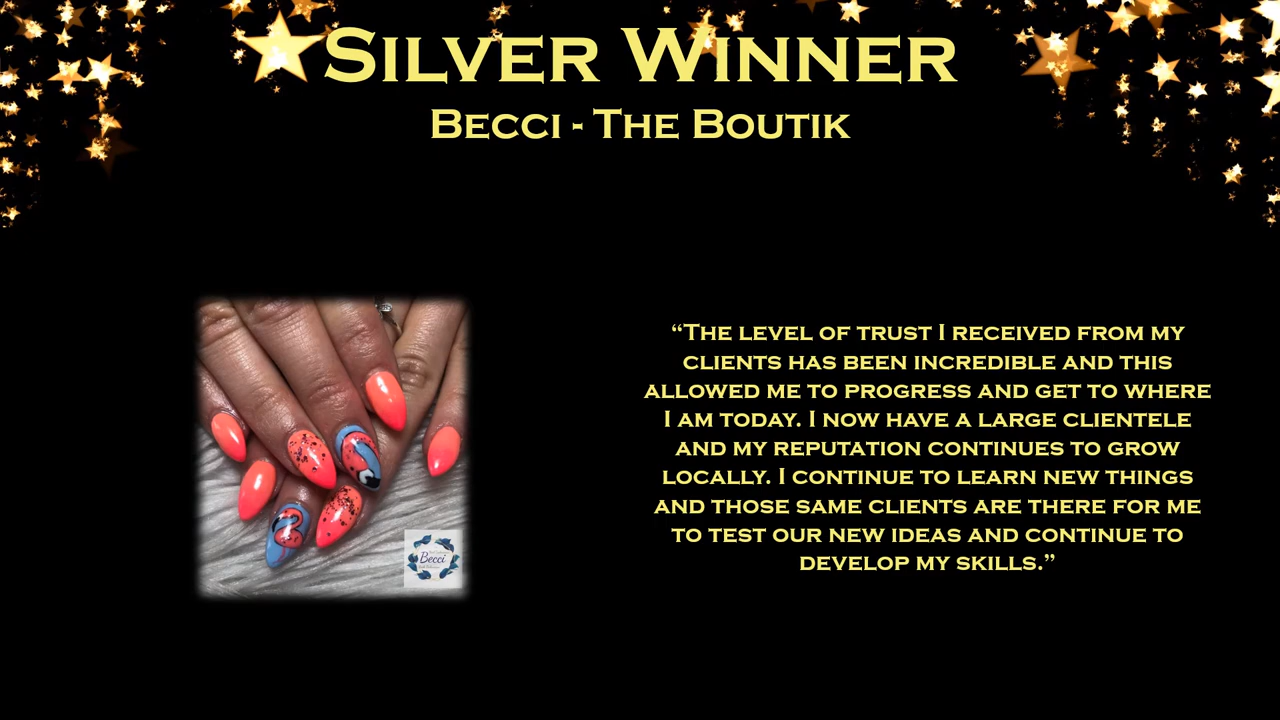 Silver Winner
Becci - The Boutik
“The level of trust I received from my
clients has been incredible and this
allowed me to progress and get to where
I am today. I now have a large clientele
and my reputation continues to grow
locally. I continue to learn new things
and those same clients are there for me
to test our new ideas and continue to
develop my skills.”
Becci